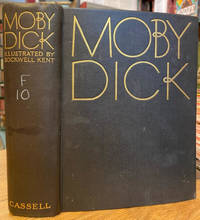 MOBY
DICK
ILLUSTRATED BY
ROCKWELL KENT
F
10
CASSELL
MOBY
DICK